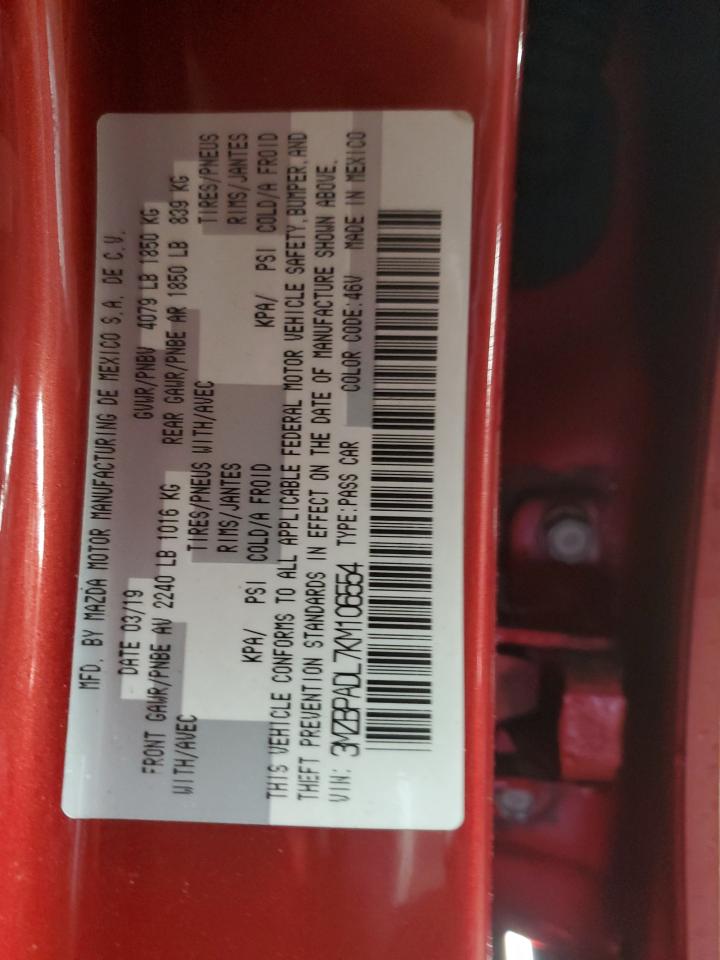 MFD. BY MAZDA MOTOR MANUFACTURING DE MEXICO S.A. DE C.V.
DATE 03/19 GVWR/PNBV 4079 LB 1850 KG
FRONT GAWR/PNBE AV 2240 LB 1016 KG REAR GAWR/PNBE AR 1850 LB 839 KG
WITH/AVEC TIRES/PNEUS WITH/AVEC TIRES/PNEUS
RIMS/JANTES RIMS/JANTES
KPA/ PSI COLD/A FROID KPA/ PSI COLD/A FROID
THIS VEHICLE CONFORMS TO ALL APPLICABLE FEDERAL MOTOR VEHICLE SAFETY, BUMPER, AND
THEFT PREVENTION STANDARDS IN EFFECT ON THE DATE OF MANUFACTURE SHOWN ABOVE.
VIN: 3MZBPADL7KM106554 TYPE:PASS CAR COLOR CODE:46V MADE IN MEXICO